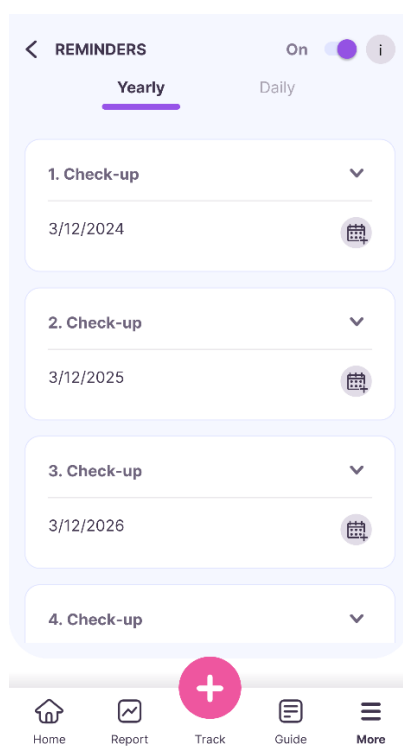 REMINDERS On i
Yearly Daily
1. Check-up
3/12/2024
2. Check-up
3/12/2025
3. Check-up
3/12/2026
4. Check-up
Home Report Track Guide More